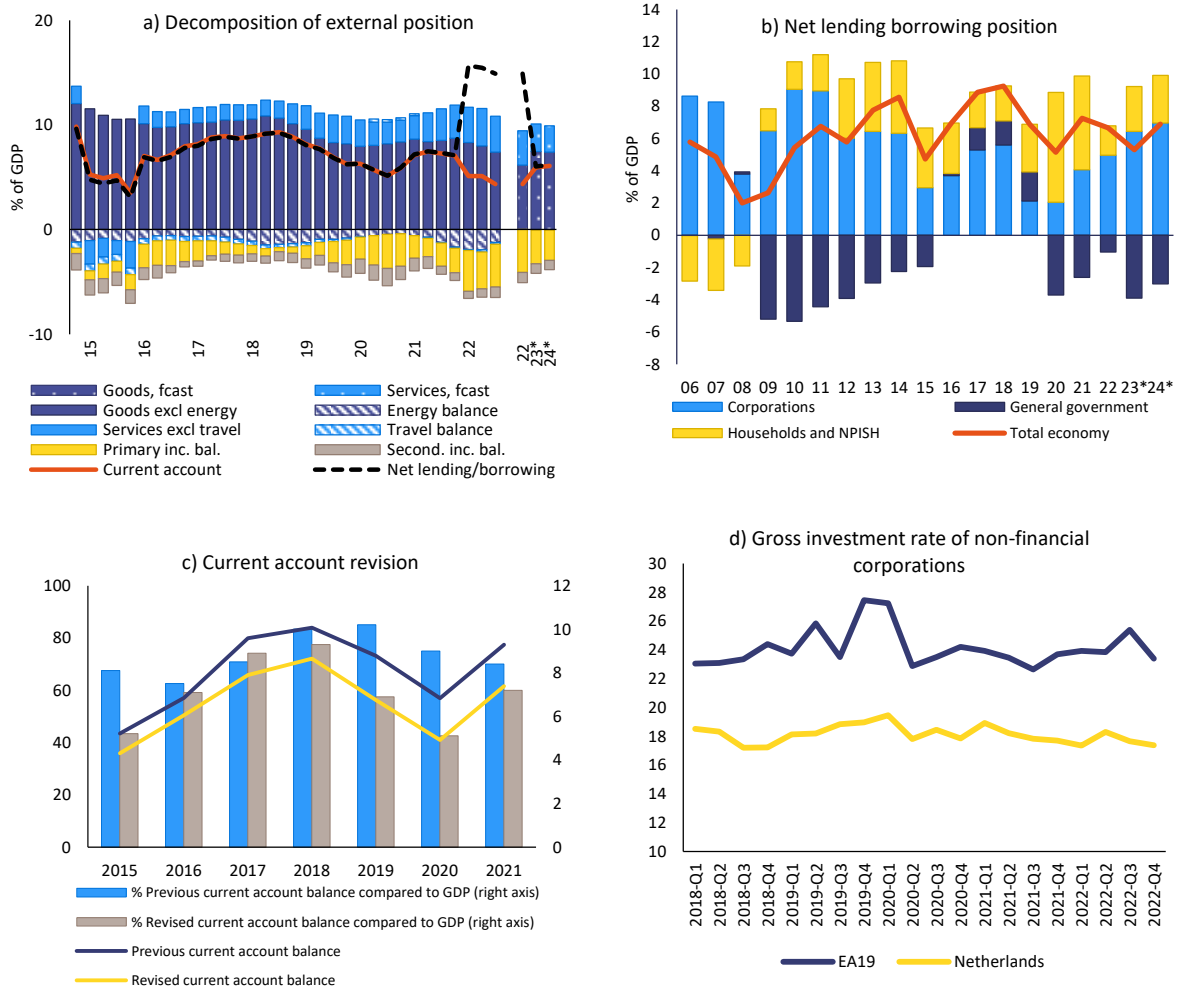 a) Decomposition of external position
% of GDP
20
10
0
-10
15
16
17
18
19
20
21
22
22
23*
24*
Goods, fcast
Services, fcast
Goods excl energy
Energy balance
Services excl travel
Travel balance
Primary inc. bal.
Second. inc. bal.
Current account
Net lending/borrowing
b) Net lending borrowing position
% of GDP
14
12
10
8
6
4
2
0
-2
-4
-6
-8
06 07 08 09 10 11 12 13 14 15 16 17 18 19 20 21 22 23* 24*
Corporations
General government
Households and NPISH
Total economy
c) Current account revision
100
80
60
40
20
0
12
10
8
6
4
2
0
2015 2016 2017 2018 2019 2020 2021
% Previous current account balance compared to GDP (right axis)
% Revised current account balance compared to GDP (right axis)
Previous current account balance
Revised current account balance
d) Gross investment rate of non-financial
corporations
30
28
26
24
22
20
18
16
14
12
10
2018-Q1
2018-Q2
2018-Q3
2018-Q4
2019-Q1
2019-Q2
2019-Q3
2019-Q4
2020-Q1
2020-Q2
2020-Q3
2020-Q4
2021-Q1
2021-Q2
2021-Q3
2021-Q4
2022-Q1
2022-Q2
2022-Q3
2022-Q4
EA19
Netherlands